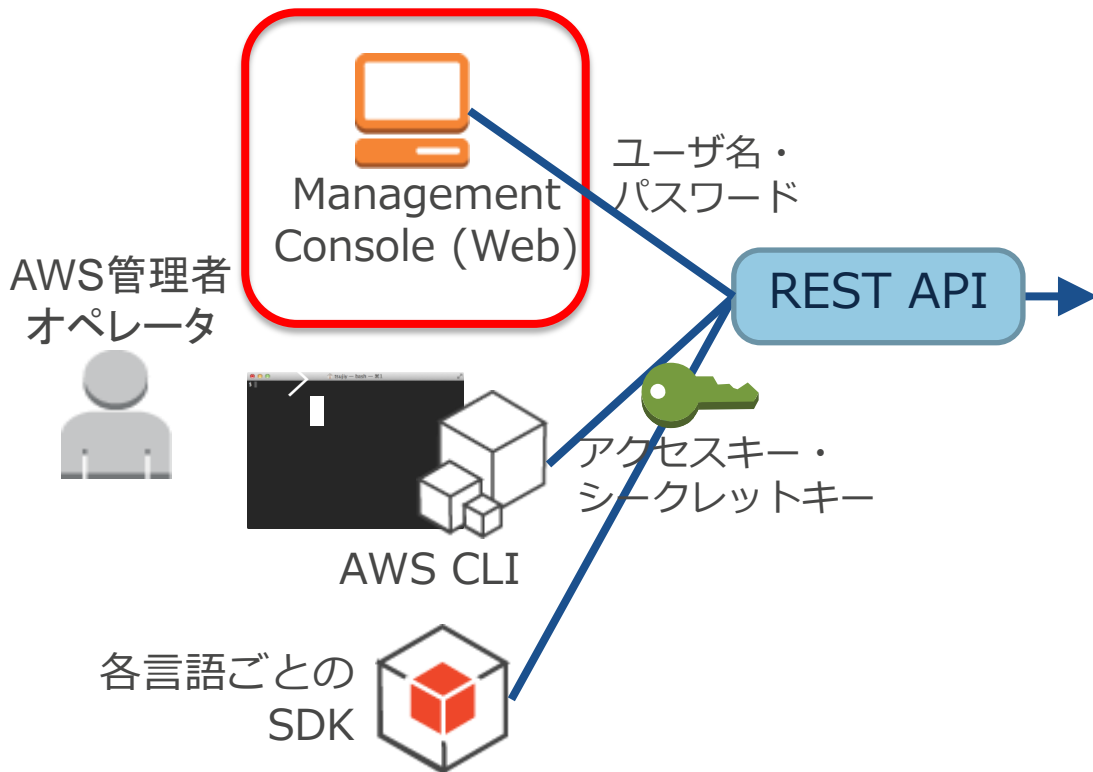 Management
Console (Web)
ユーザ名・
パスワード
AWS管理者
オペレータ
REST API
アクセスキー・
シークレットキー
AWS CLI
各言語ごとの
SDK